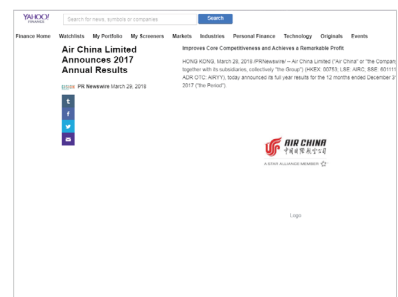 YAHOO!
FINANCE
Search for news, symbols or companies
Search
Finance Home Watchlists My Portfolio My Screeners Markets Industries Personal Finance Technology Originals Events
Air China Limited
Announces 2017
Annual Results
PR Newswire March 29, 2018
Improves Core Competitiveness and Achieves a Remarkable Profit
HONG KONG, March 29, 2018 /PRNewswire/ -- Air China Limited ("Air China" or "the Compan
together with its subsidiaries, collectively "the Group") (HKEX: 00753; LSE: AIRC; SSE: 601111
ADR OTC: AIRYY), today announced its full year results for the 12 months ended December 3
2017 ("the Period").
AIR CHINA
中国国际航空公司
A STAR ALLIANCE MEMBER
Logo